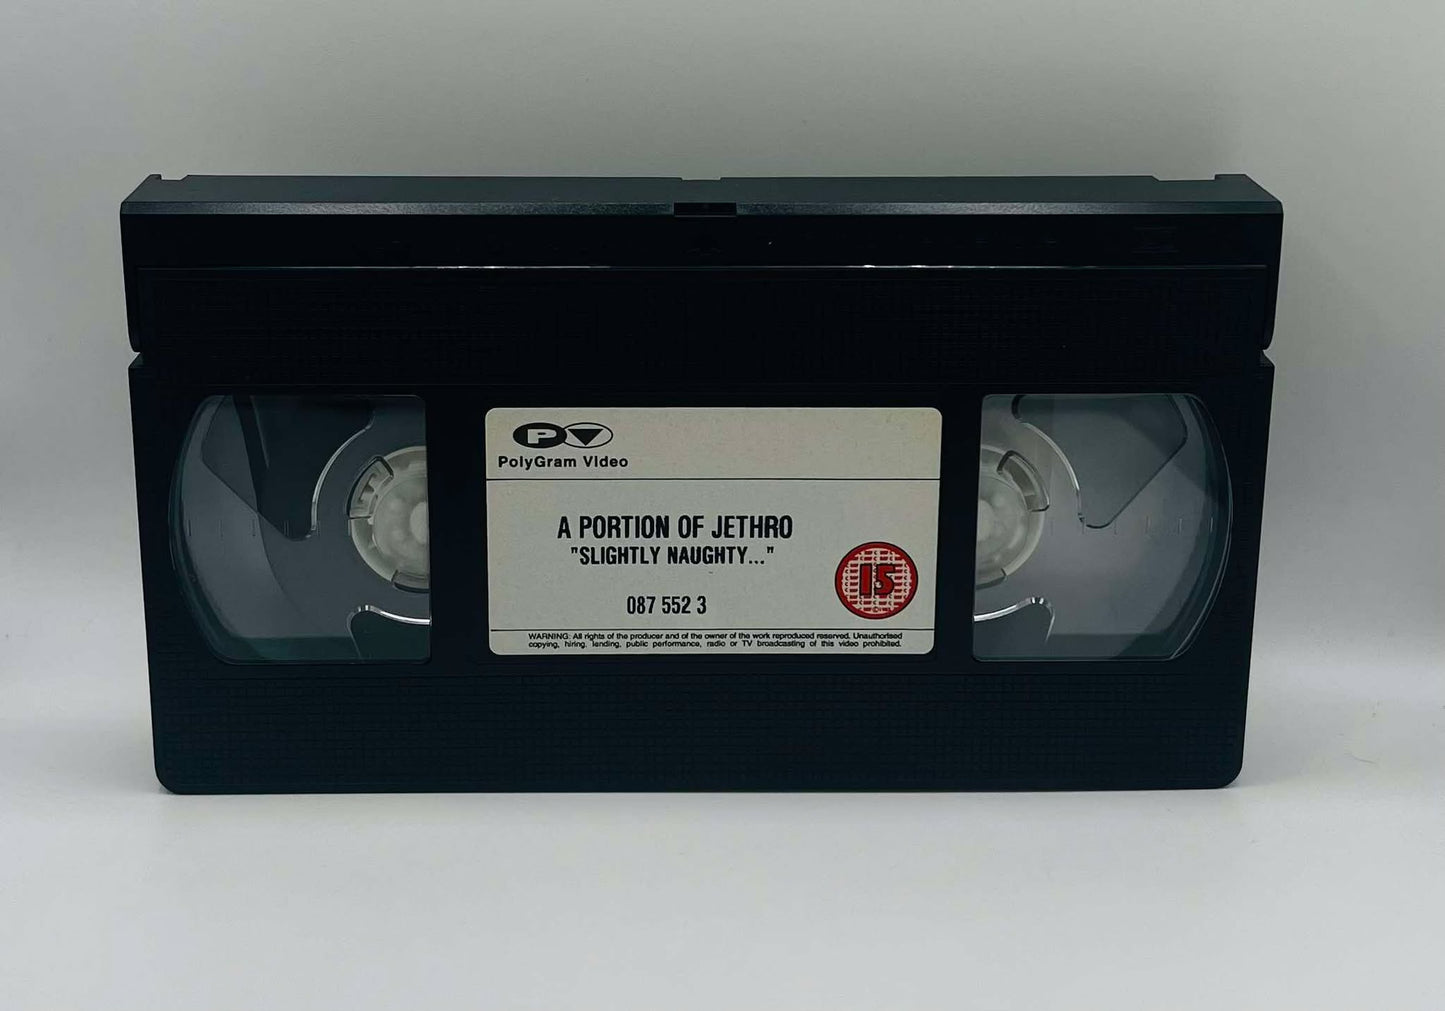 P
PolyGram Video
A PORTION OF JETHRO
"SLIGHTLY NAUGHTY..."
087 552 3
15
WARNING: All rights of the producer and of the owner of the work reproduced reserved. Unauthorised
copying, hiring, lending, public performance, radio or TV broadcasting of this video prohibited.